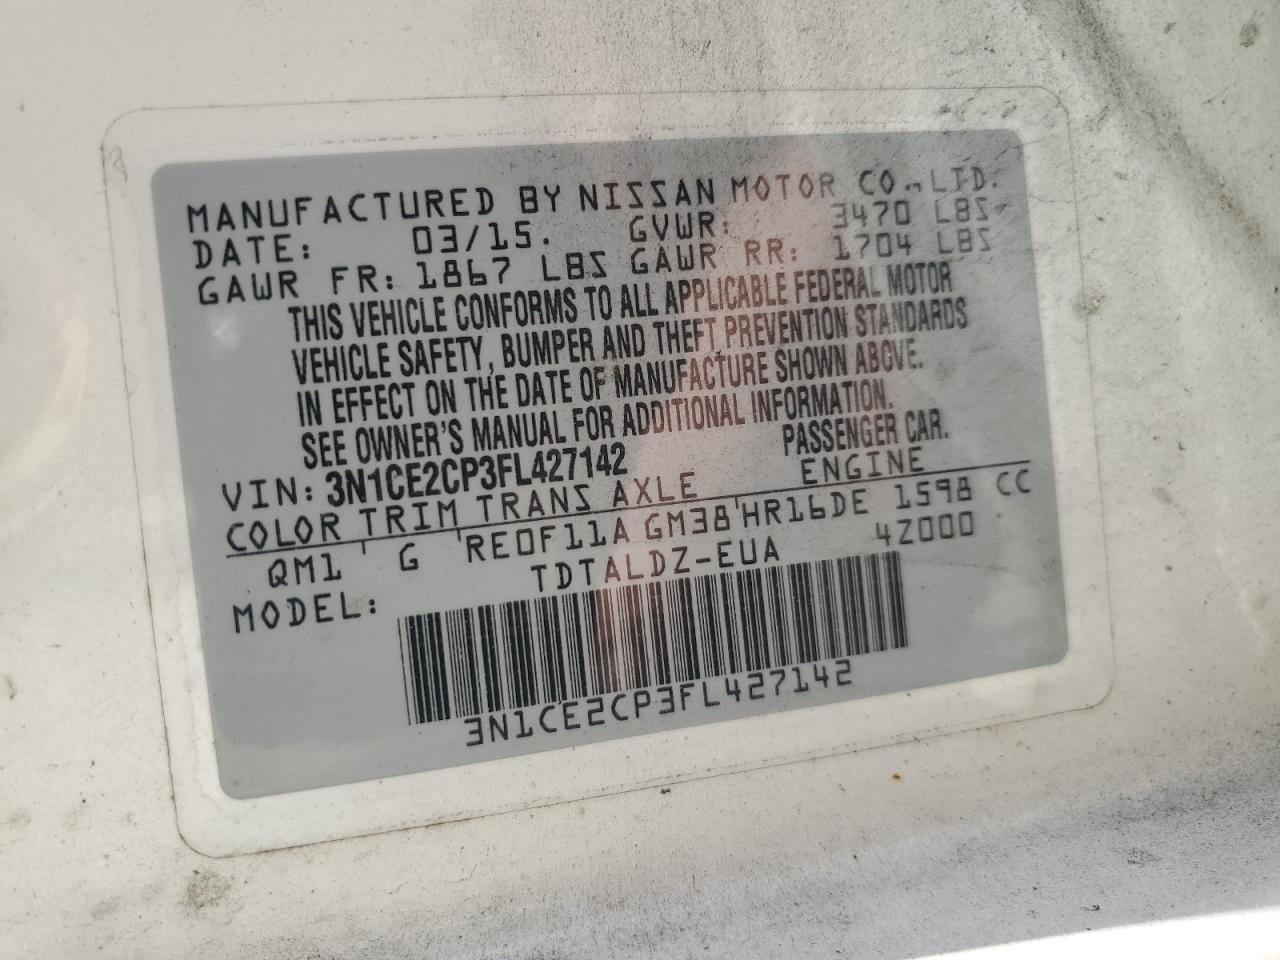 MANUFACTURED BY NISSAN MOTOR CO., LTD.
DATE: 03/15. GVWR: 3470 LBS
GAWR FR: 1867 LBS GAWR RR: 1704 LBS
THIS VEHICLE CONFORMS TO ALL APPLICABLE FEDERAL MOTOR
VEHICLE SAFETY, BUMPER AND THEFT PREVENTION STANDARDS
IN EFFECT ON THE DATE OF MANUFACTURE SHOWN ABOVE.
SEE OWNER'S MANUAL FOR ADDITIONAL INFORMATION.
VIN: 3N1CE2CP3FL427142 PASSENGER CAR.
COLOR TRIM TRANS AXLE ENGINE
QM1 ' G 'RE0F11A GM38'HR16DE 1598 CC
MODEL: TDTALDZ-EUA 4Z000
3N1CE2CP3FL427142